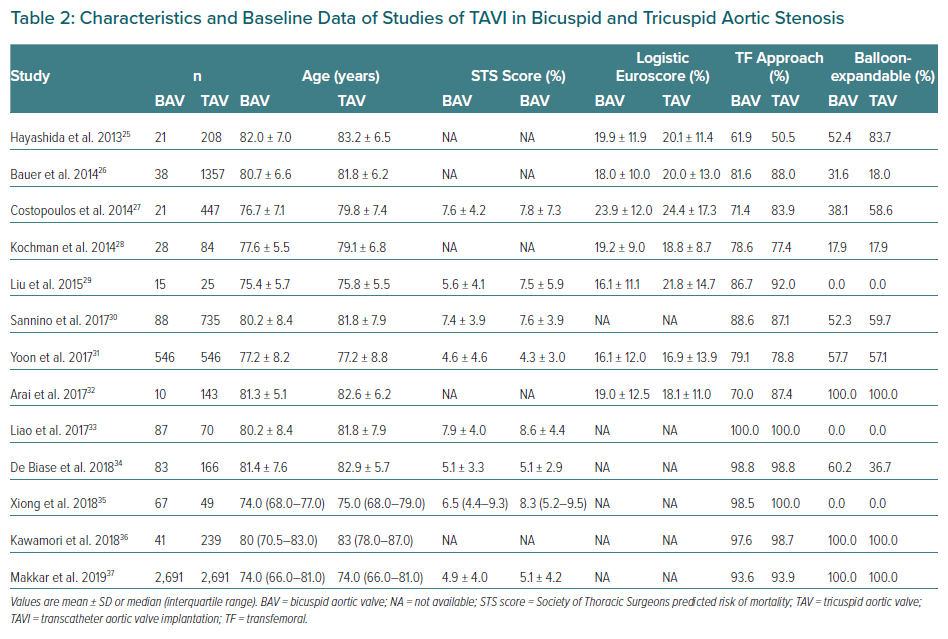 Table 2: Characteristics and Baseline Data of Studies of TAVI in Bicuspid and Tricuspid Aortic Stenosis
Study n Age (years) STS Score (%) Logistic Euroscore (%) TF Approach (%) Balloon-expandable (%)
BAV TAV BAV TAV BAV BAV BAV TAV BAV TAV BAV TAV
Hayashida et al. 2013²⁵ 21 208 82.0 ± 7.0 83.2 ± 6.5 NA NA 19.9 ± 11.9 20.1 ± 11.4 61.9 50.5 52.4 83.7
Bauer et al. 2014²⁶ 38 1357 80.7 ± 6.6 81.8 ± 6.2 NA NA 18.0 ± 10.0 20.0 ± 13.0 81.6 88.0 31.6 18.0
Costopoulos et al. 2014²⁷ 21 447 76.7 ± 7.1 79.8 ± 7.4 7.6 ± 4.2 7.8 ± 7.3 23.9 ± 12.0 24.4 ± 17.3 71.4 83.9 38.1 58.6
Kochman et al. 2014²⁸ 28 84 77.6 ± 5.5 79.1 ± 6.8 NA NA 19.2 ± 9.0 18.8 ± 8.7 78.6 77.4 17.9 17.9
Liu et al. 2015²⁹ 15 25 75.4 ± 5.7 75.8 ± 5.5 5.6 ± 4.1 7.5 ± 5.9 16.1 ± 11.1 21.8 ± 14.7 86.7 92.0 0.0 0.0
Sannino et al. 2017³⁰ 88 735 80.2 ± 8.4 81.8 ± 7.9 7.4 ± 3.9 7.6 ± 3.9 NA NA 88.6 87.1 52.3 59.7
Yoon et al. 2017³¹ 546 546 77.2 ± 8.2 77.2 ± 8.8 4.6 ± 4.6 4.3 ± 3.0 16.1 ± 12.0 16.9 ± 13.9 79.1 78.8 57.7 57.1
Arai et al. 2017³² 10 143 81.3 ± 5.1 82.6 ± 6.2 NA NA 19.0 ± 12.5 18.1 ± 11.0 70.0 87.4 100.0 100.0
Liao et al. 2017³³ 87 70 80.2 ± 8.4 81.8 ± 7.9 7.9 ± 4.0 8.6 ± 4.4 NA NA 100.0 100.0 0.0 0.0
De Biase et al. 2018³⁴ 83 166 81.4 ± 7.6 82.9 ± 5.7 5.1 ± 3.3 5.1 ± 2.9 NA NA 98.8 98.8 60.2 36.7
Xiong et al. 2018³⁵ 67 49 74.0 (68.0–77.0) 75.0 (68.0–79.0) 6.5 (4.4–9.3) 8.3 (5.2–9.5) NA NA 98.5 100.0 0.0 0.0
Kawamori et al. 2018³⁶ 41 239 80 (70.5–83.0) 83 (78.0–87.0) NA NA NA NA 97.6 98.7 100.0 100.0
Makkar et al. 2019³⁷ 2,691 2,691 74.0 (66.0–81.0) 74.0 (66.0–81.0) 4.9 ± 4.0 5.1 ± 4.2 NA NA 93.6 93.9 100.0 100.0
Values are mean ± SD or median (interquartile range). BAV = bicuspid aortic valve; NA = not available; STS score = Society of Thoracic Surgeons predicted risk of mortality; TAV = tricuspid aortic valve;
TAVI = transcatheter aortic valve implantation; TF = transfemoral.